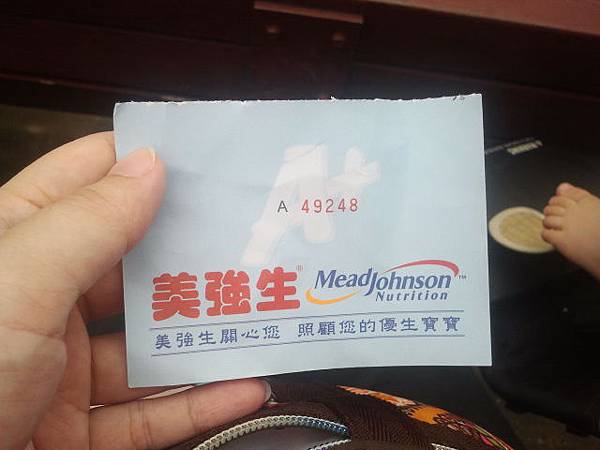 A+
A 49248
美強生® MeadJohnson™
Nutrition
美強生關心您 照顧您的優生寶寶